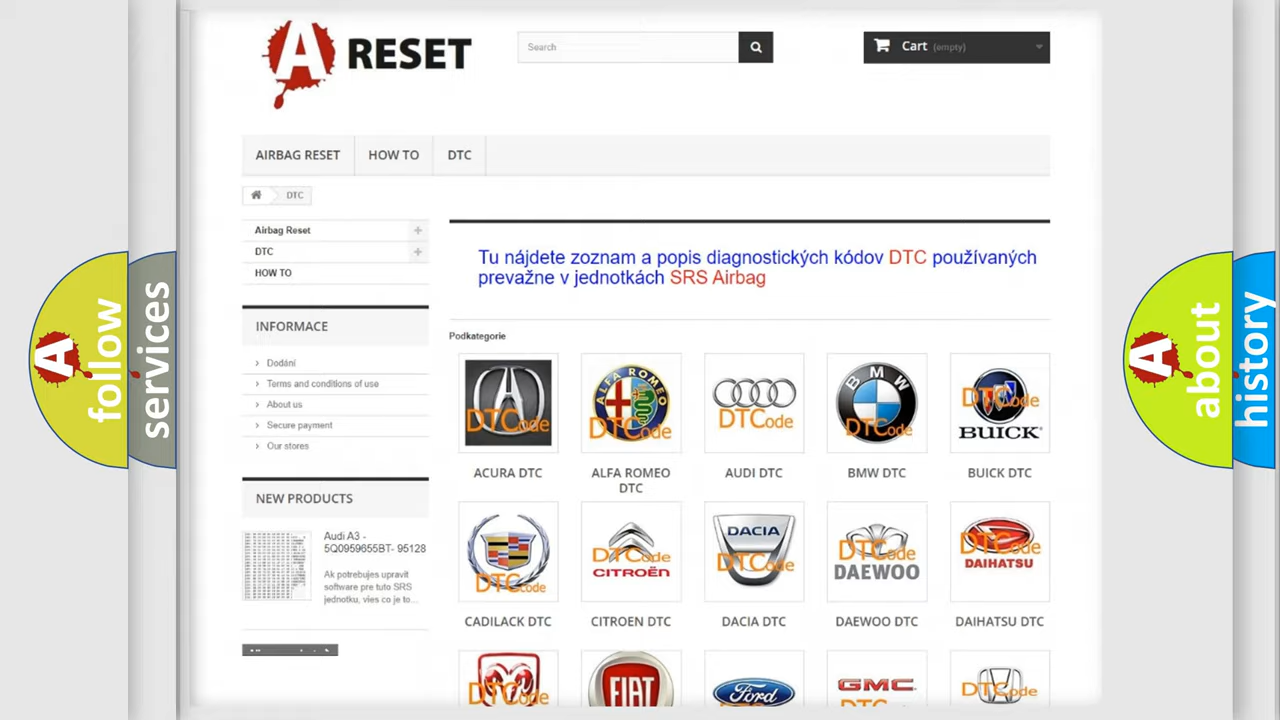 A RESET
Search
Cart (empty)
AIRBAG RESET
HOW TO
DTC
DTC
Airbag Reset
DTC
HOW TO
INFORMACE
Dodání
Terms and conditions of use
About us
Secure payment
Our stores
NEW PRODUCTS
Audi A3 -
5Q0959655BT- 95128
Ak potrebujes upravit
software pre tuto SRS
jednotku, vies co je to...
Tu nájdete zoznam a popis diagnostických kódov DTC používaných
prevažne v jednotkách SRS Airbag
Podkategorie
DTCode
ALFA ROMEO
DTCode
DTCode
BMW
DTCode
DTCode
BUICK
ACURA DTC
ALFA ROMEO
DTC
AUDI DTC
BMW DTC
BUICK DTC
DTCode
DTCode
CITROËN
DACIA
DTCode
DTCode
DAEWOO
DTCode
DAIHATSU
CADILACK DTC
CITROEN DTC
DACIA DTC
DAEWOO DTC
DAIHATSU DTC
DTCode
FIAT
Ford
GMC
DTCode
A follow
services
A about
history